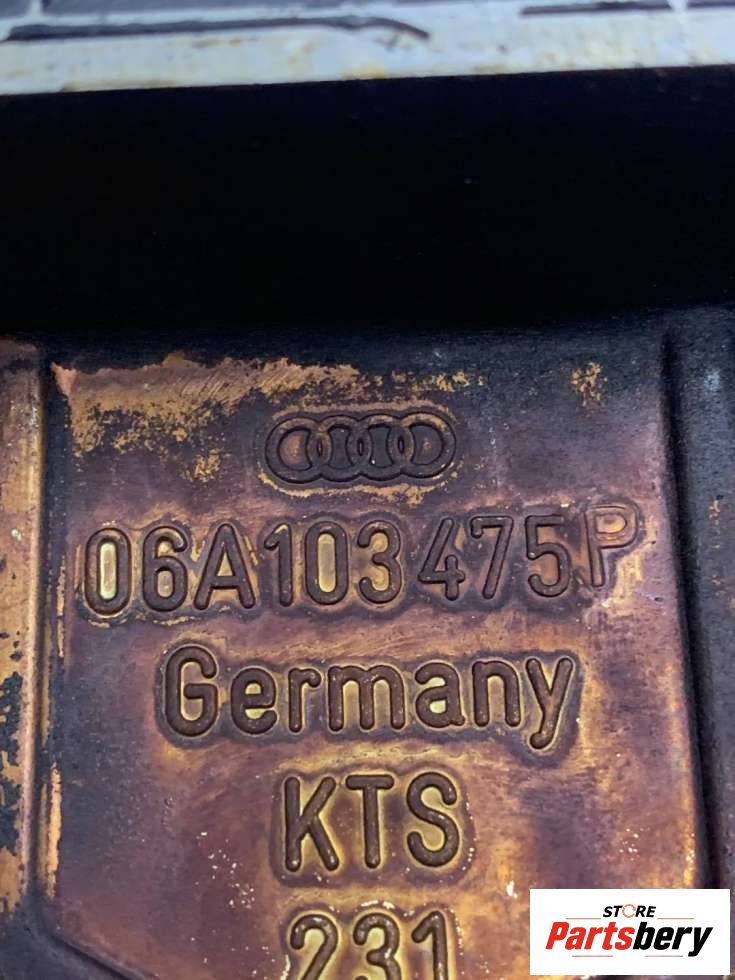 06A103475P
Germany
KTS
231
STORE
Partsbery